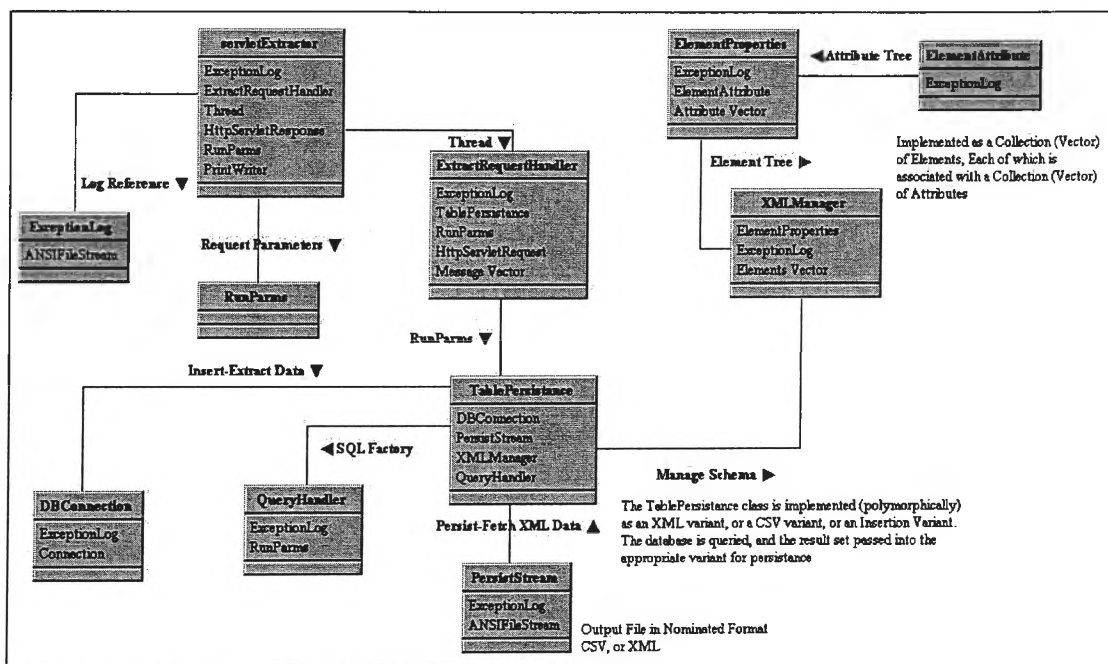 servletExtractor
ExceptionLog
ExtractRequestHandler
Thread
HttpServletResponse
RunParms
PrintWriter
ElementProperties
ExceptionLog
ElementAttribute
Attribute Vector
◀Attribute Tree
ElementAttribute
ExceptionLog
Implemented as a Collection (Vector)
of Elements, Each of which is
associated with a Collection (Vector)
of Attributes
Thread ▼
Element Tree ▶
Log Reference ▼
ExtractRequestHandler
ExceptionLog
TablePersistance
RunParms
HttpServletRequest
Message Vector
XMLManager
ElementProperties
ExceptionLog
Elements Vector
ExceptionLog
ANSIFileStream
Request Parameters ▼
RunParms
RunParms ▼
Insert-Extract Data ▼
TablePersistance
DBConnection
PersistStream
XMLManager
QueryHandler
◀SQL Factory
Manage Schema ▶
DBConnection
ExceptionLog
Connection
QueryHandler
ExceptionLog
RunParms
The TablePersistance class is implemented (polymorphically)
as an XML variant, or a CSV variant, or an Insertion Variant.
The database is queried, and the result set passed into the
appropriate variant for persistance
Persist-Fetch XML Data ▲
PersistStream
ExceptionLog
ANSIFileStream
Output File in Nominated Format
CSV, or XML